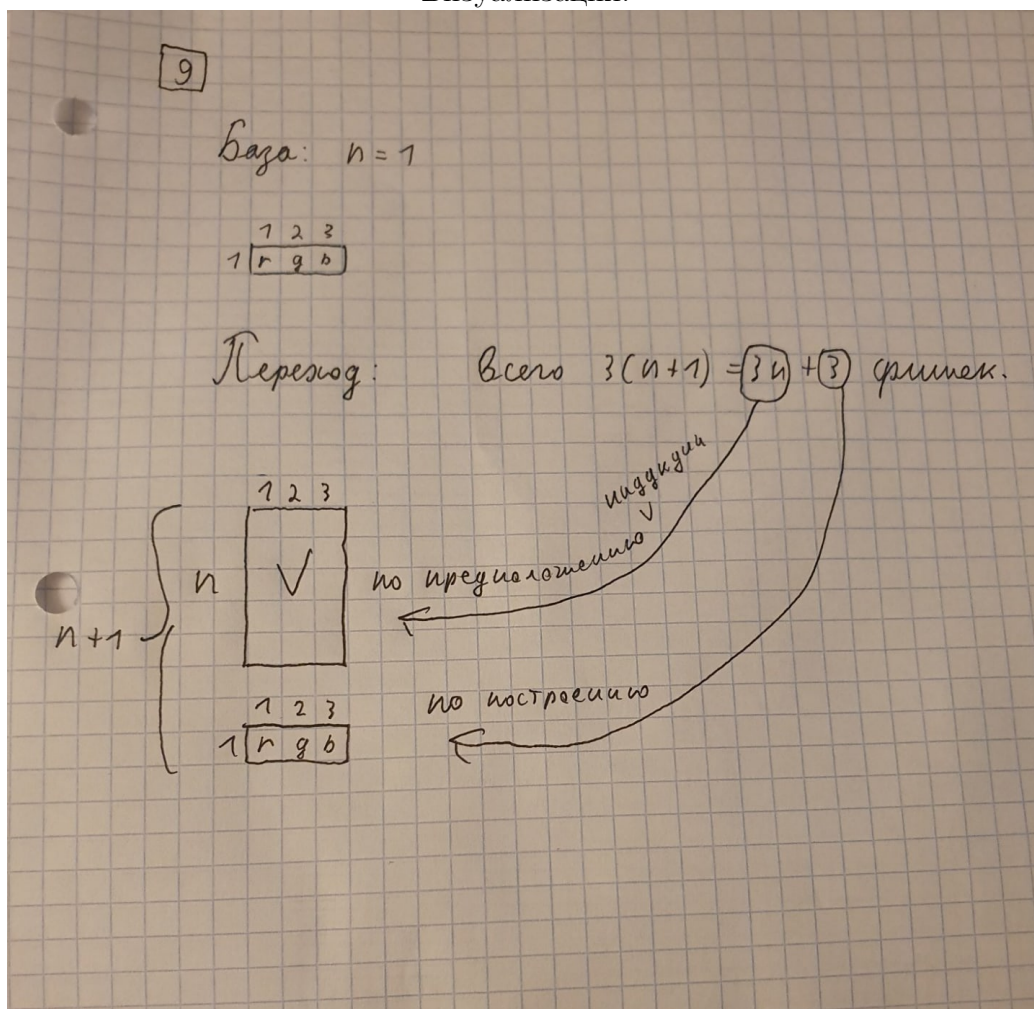 Визуализации:
9
База: n = 1
1 2 3
1 r g b
Переход: Всего 3(n+1) = 3n + 3 фишек.
1 2 3
n V по предположению V индукции
n+1
1 2 3
по построению
1 r g b